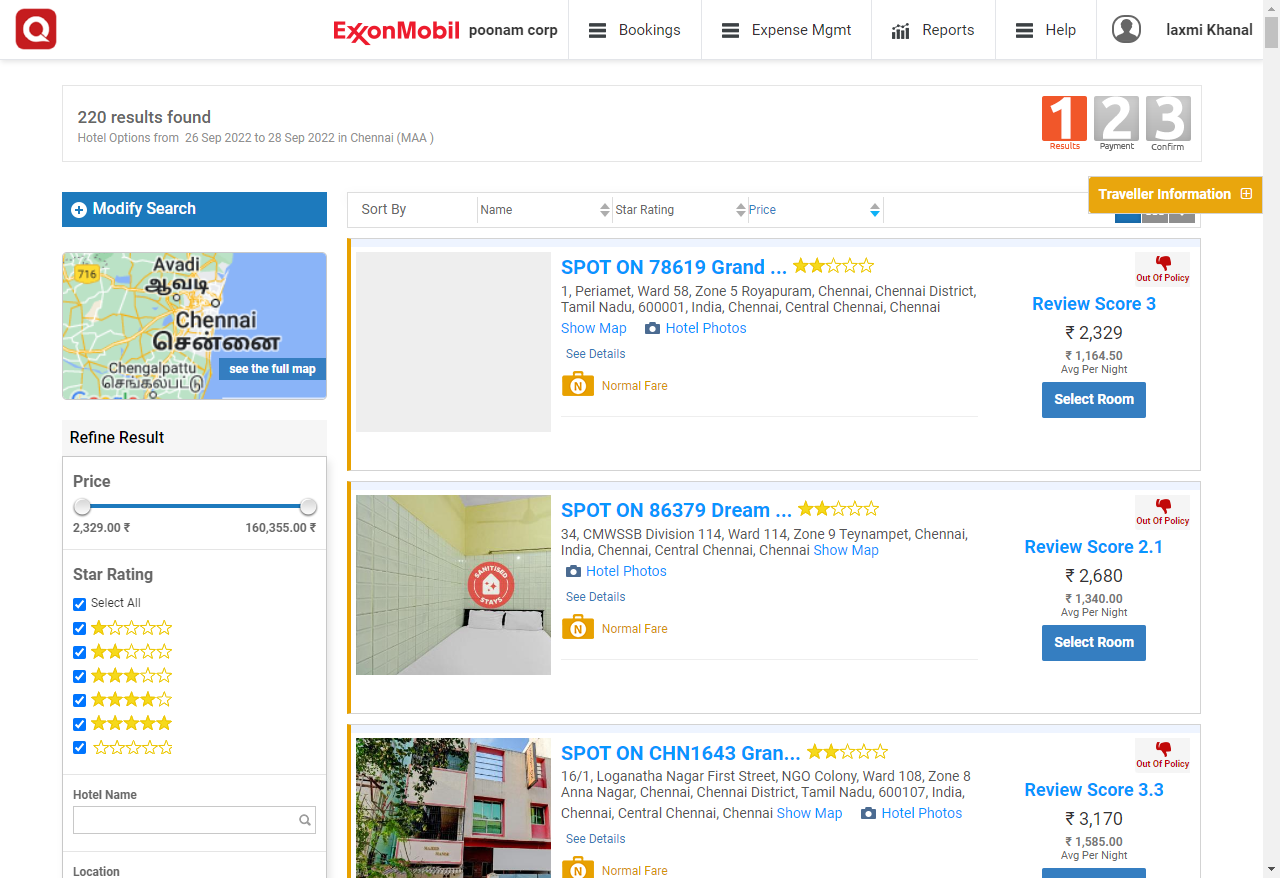 Q
ExxonMobil poonam corp
Bookings
Expense Mgmt
Reports
Help
laxmi Khanal
220 results found
Hotel Options from 26 Sep 2022 to 28 Sep 2022 in Chennai (MAA )
1 2 3
Results Payment Confirm
Traveller Information
Modify Search
Sort By Name Star Rating Price
716
Avadi
ஆவடி
Chennai
சென்னை
Chengalpattu
செங்கல்பட்டு
see the full map
Google
Refine Result
Price
2,329.00 ₹ 160,355.00 ₹
Star Rating
Select All
Hotel Name
Location
SPOT ON 78619 Grand ...
1, Periamet, Ward 58, Zone 5 Royapuram, Chennai, Chennai District,
Tamil Nadu, 600001, India, Chennai, Central Chennai, Chennai
Show Map Hotel Photos
See Details
N Normal Fare
Out Of Policy
Review Score 3
₹ 2,329
₹ 1,164.50
Avg Per Night
Select Room
SPOT ON 86379 Dream ...
34, CMWSSB Division 114, Ward 114, Zone 9 Teynampet, Chennai,
India, Chennai, Central Chennai, Chennai Show Map
Hotel Photos
See Details
N Normal Fare
SANITISED
STAYS
Out Of Policy
Review Score 2.1
₹ 2,680
₹ 1,340.00
Avg Per Night
Select Room
SPOT ON CHN1643 Gran...
16/1, Loganatha Nagar First Street, NGO Colony, Ward 108, Zone 8
Anna Nagar, Chennai, Chennai District, Tamil Nadu, 600107, India,
Chennai, Central Chennai, Chennai Show Map Hotel Photos
See Details
N Normal Fare
Out Of Policy
Review Score 3.3
₹ 3,170
₹ 1,585.00
Avg Per Night